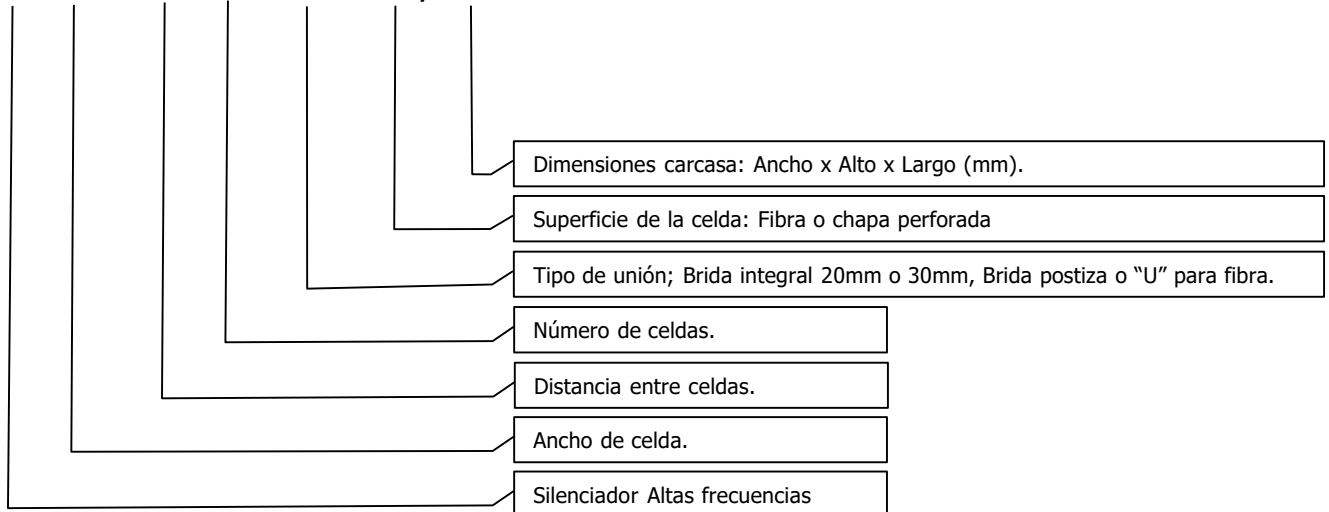 Dimensiones carcasa: Ancho x Alto x Largo (mm).
Superficie de la celda: Fibra o chapa perforada
Tipo de unión; Brida integral 20mm o 30mm, Brida postiza o “U” para fibra.
Número de celdas.
Distancia entre celdas.
Ancho de celda.
Silenciador Altas frecuencias